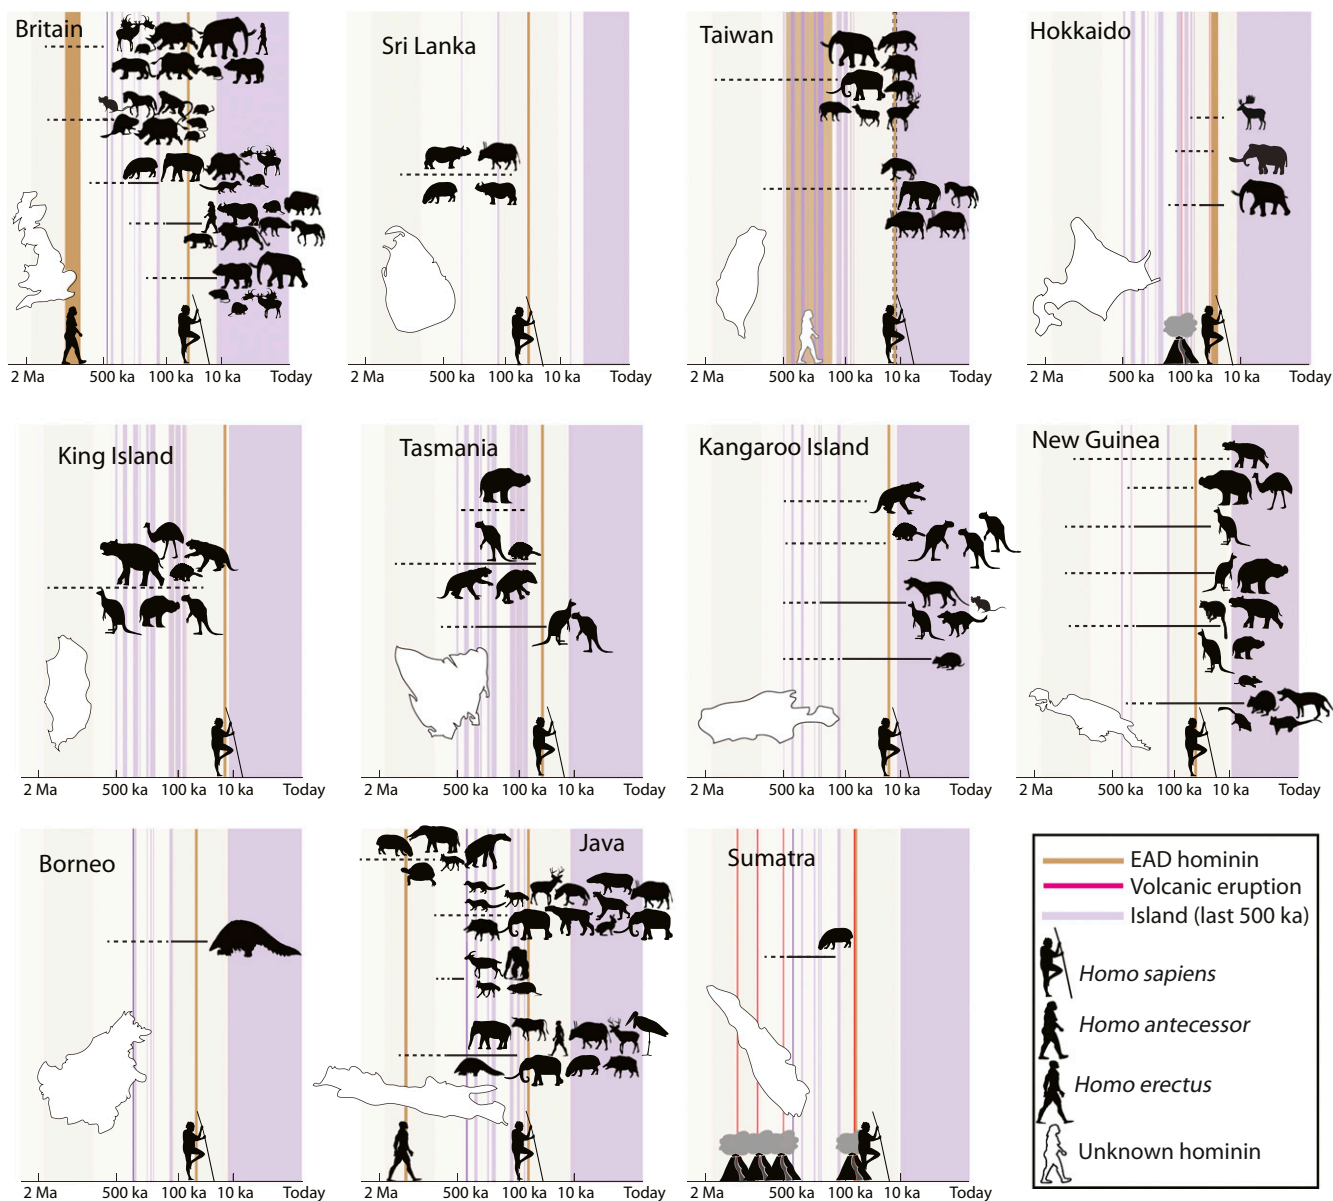 Britain
2 Ma 500 ka 100 ka 10 ka Today
Sri Lanka
2 Ma 500 ka 100 ka 10 ka Today
Taiwan
2 Ma 500 ka 100 ka 10 ka Today
Hokkaido
2 Ma 500 ka 100 ka 10 ka Today
King Island
2 Ma 500 ka 100 ka 10 ka Today
Tasmania
2 Ma 500 ka 100 ka 10 ka Today
Kangaroo Island
2 Ma 500 ka 100 ka 10 ka Today
New Guinea
2 Ma 500 ka 100 ka 10 ka Today
Borneo
2 Ma 500 ka 100 ka 10 ka Today
Java
2 Ma 500 ka 100 ka 10 ka Today
Sumatra
2 Ma 500 ka 100 ka 10 ka Today
EAD hominin
Volcanic eruption
Island (last 500 ka)
Homo sapiens
Homo antecessor
Homo erectus
Unknown hominin